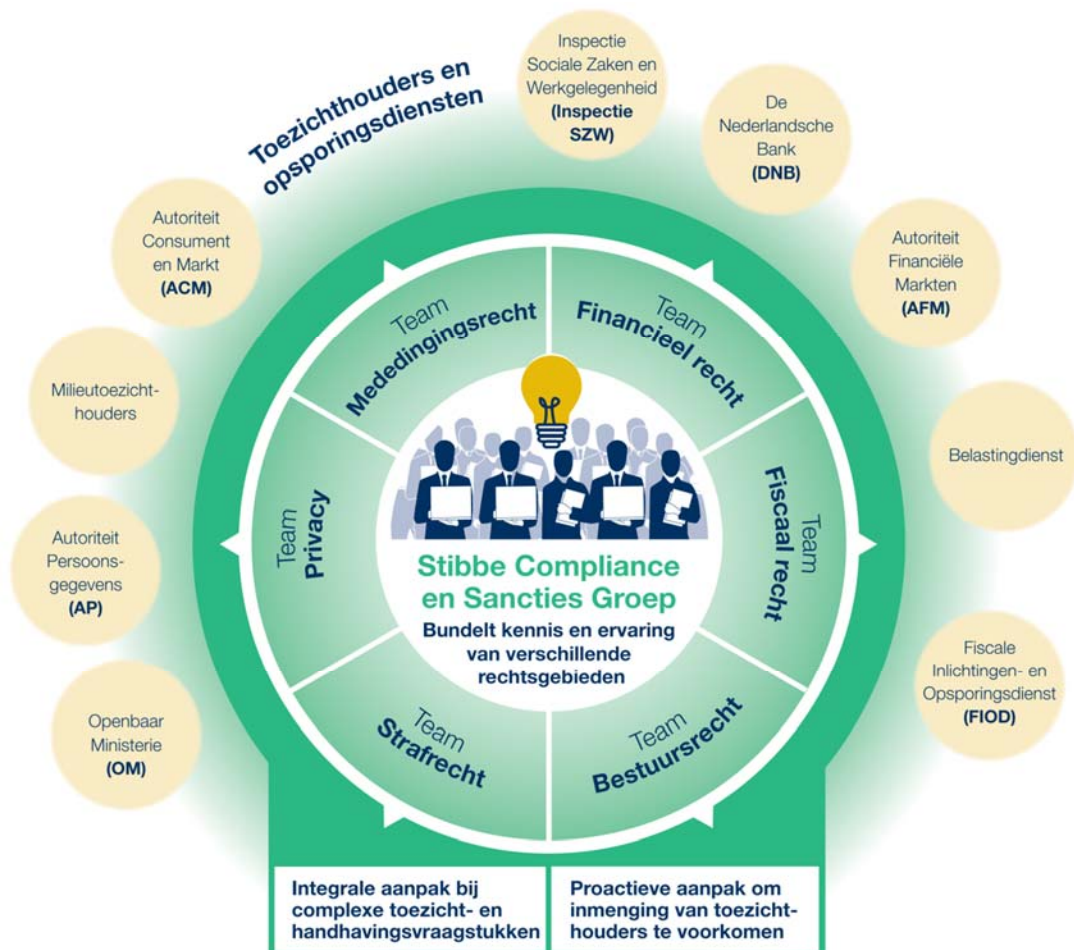 Toezichthouders en
opsporingsdiensten
Inspectie
Sociale Zaken en
Werkgelegenheid
(Inspectie
SZW)
De
Nederlandsche
Bank
(DNB)
Autoriteit
Financiële
Markten
(AFM)
Belastingdienst
Fiscale
Inlichtingen- en
Opsporingsdienst
(FIOD)
Autoriteit
Consument
en Markt
(ACM)
Milieutoezicht-
houders
Autoriteit
Persoons-
gegevens
(AP)
Openbaar
Ministerie
(OM)
Team
Mededingingsrecht
Team
Financieel recht
Team
Fiscaal recht
Team
Bestuursrecht
Team
Strafrecht
Team
Privacy
Stibbe Compliance
en Sancties Groep
Bundelt kennis en ervaring
van verschillende
rechtsgebieden
Integrale aanpak bij
complexe toezicht- en
handhavingsvraagstukken
Proactieve aanpak om
inmenging van toezicht-
houders te voorkomen